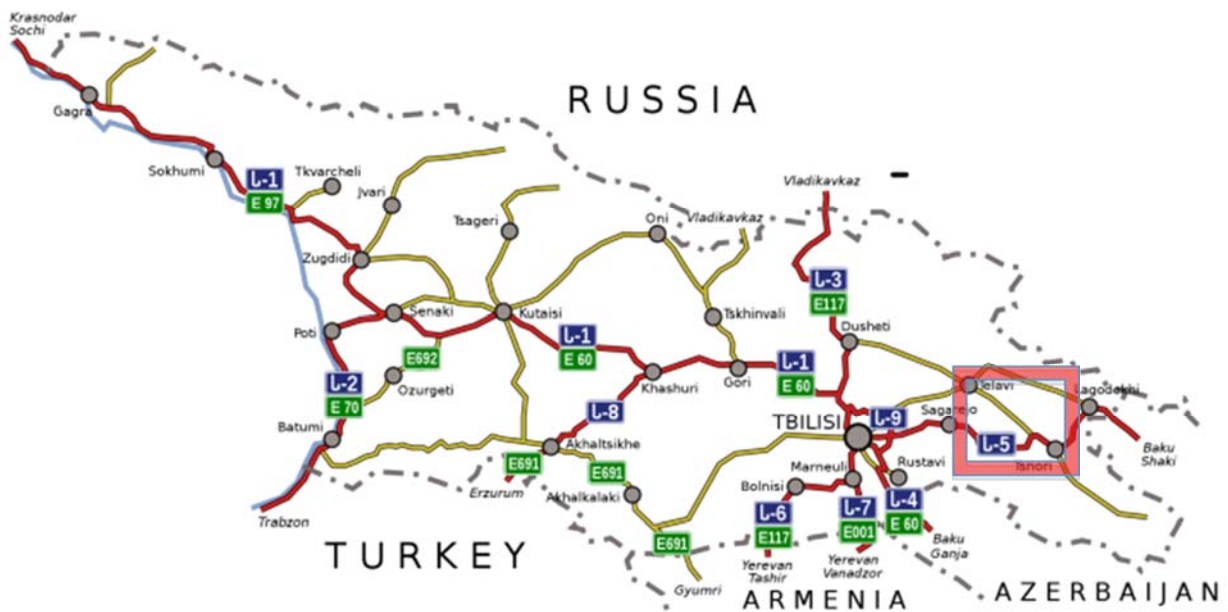 Krasnodar
Sochi
Gagra
RUSSIA
Sokhumi
Tkvarcheli
Ⴑ-1
E 97
Jvari
Vladikavkaz
Tsageri
Oni
Vladikavkaz
Zugdidi
Ⴑ-3
E117
Senaki
Kutaisi
Tskhinvali
Dusheti
Poti
Ⴑ-1
E 60
E692
Ⴑ-1
E 60
Khashuri
Gori
Telavi
Lagodekhi
Ⴑ-2
E 70
Ozurgeti
Ⴑ-8
Sagarejo
Batumi
TBILISI
Ⴑ-9
Akhaltsikhe
Ⴑ-5
Baku
Shaki
E691
E691
Marneuli
Rustavi
Tsnori
Erzurum
Akhalkalaki
Bolnisi
Ⴑ-6
E117
Ⴑ-7
E001
Ⴑ-4
E 60
Trabzon
TURKEY
E691
Baku
Ganja
Yerevan
Tashir
Yerevan
Vanadzor
Gyumri
ARMENIA
AZERBAIJAN